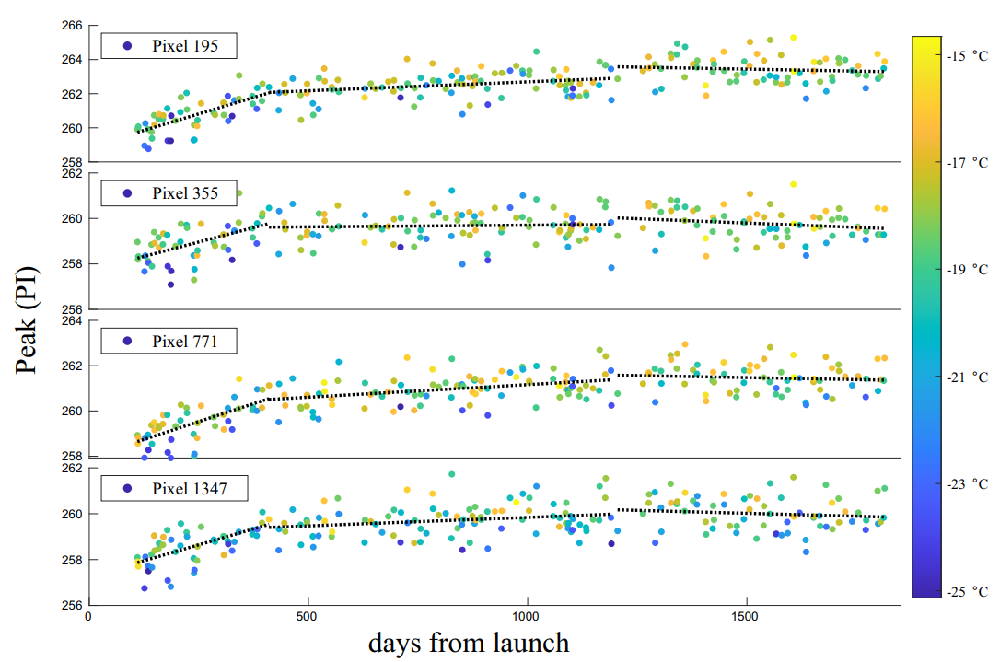 266
264
262
260
258
Pixel 195
262
260
258
256
Pixel 355
264
262
260
258
Pixel 771
262
260
258
256
Pixel 1347
0
500
1000
1500
days from launch
Peak (PI)
-15 °C
-17 °C
-19 °C
-21 °C
-23 °C
-25 °C